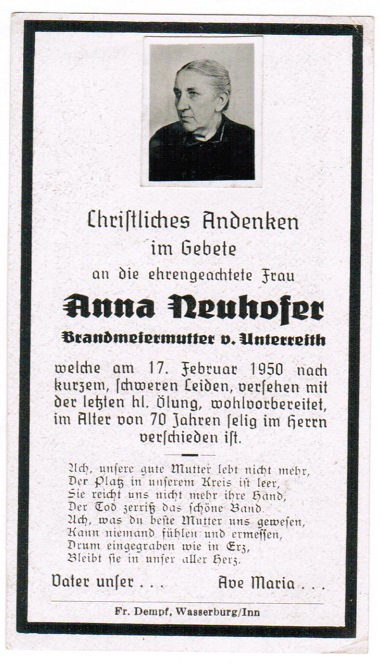 Christliches Andenken
im Gebete
an die ehrengeachtete Frau
Anna Neuhofer
Brandmeiermutter v. Unterreith
welche am 17. Februar 1950 nach
kurzem, schweren Leiden, versehen mit
der letzten hl. Ölung, wohlvorbereitet,
im Alter von 70 Jahren selig im Herrn
verschieden ist.
Ach, unsere gute Mutter lebt nicht mehr,
Der Platz in unserem Kreis ist leer,
Sie reicht uns nicht mehr ihre Hand,
Der Tod zerriß das schöne Band.
Ach, was du beste Mutter uns gewesen,
Kann niemand fühlen und ermessen,
Drum eingegraben wie in Erz,
Bleibt sie in unser aller Herz.
Vater unser . . . Ave Maria . . .
Fr. Dempf, Wasserburg/Inn